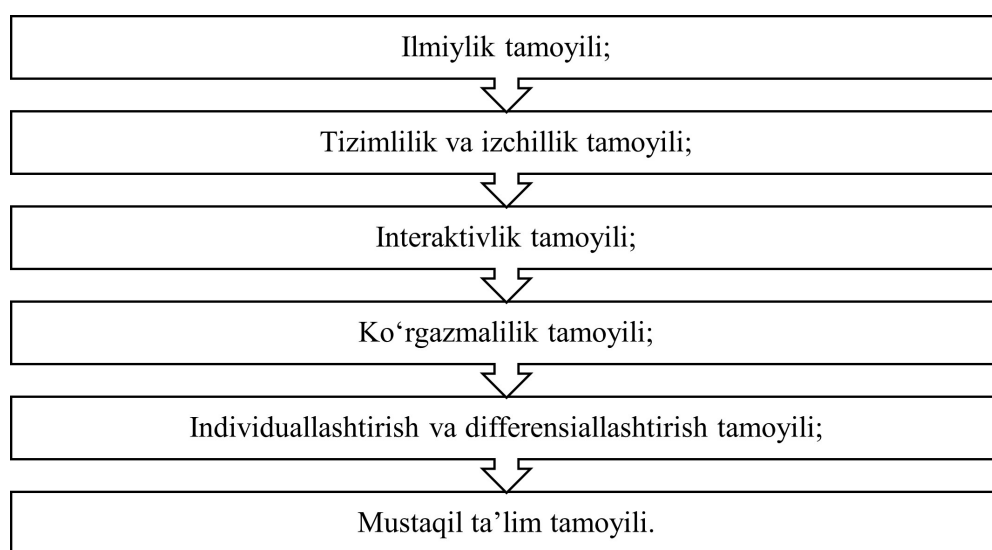 Ilmiylik tamoyili;
Tizimlilik va izchillik tamoyili;
Interaktivlik tamoyili;
Ko‘rgazmalilik tamoyili;
Individuallashtirish va differensiallashtirish tamoyili;
Mustaqil ta’lim tamoyili.